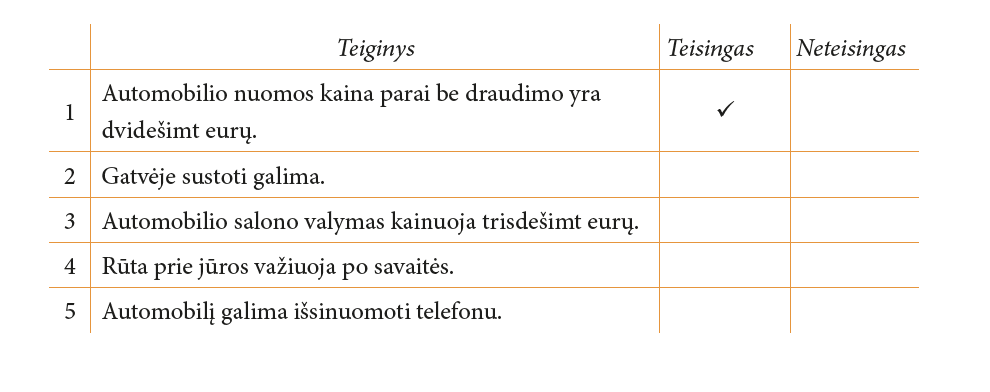 Teiginys Teisingas Neteisingas
1 Automobilio nuomos kaina parai be draudimo yra
dvidešimt eurų. ✓
2 Gatvėje sustoti galima.
3 Automobilio salono valymas kainuoja trisdešimt eurų.
4 Rūta prie jūros važiuoja po savaitės.
5 Automobilį galima išsinuomoti telefonu.